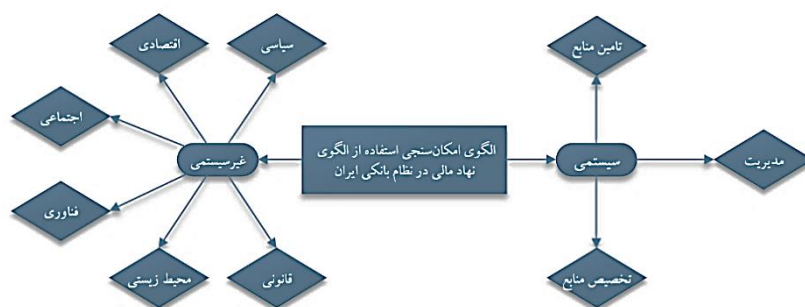 سیاسی
اقتصادی
تامین منابع
اجتماعی
الگوی امکان‌سنجی استفاده از الگوی
نهاد مالی در نظام بانکی ایران
غیرسیستمی
سیستمی
مدیریت
فناوری
قانونی
محیط زیستی
تخصیص منابع